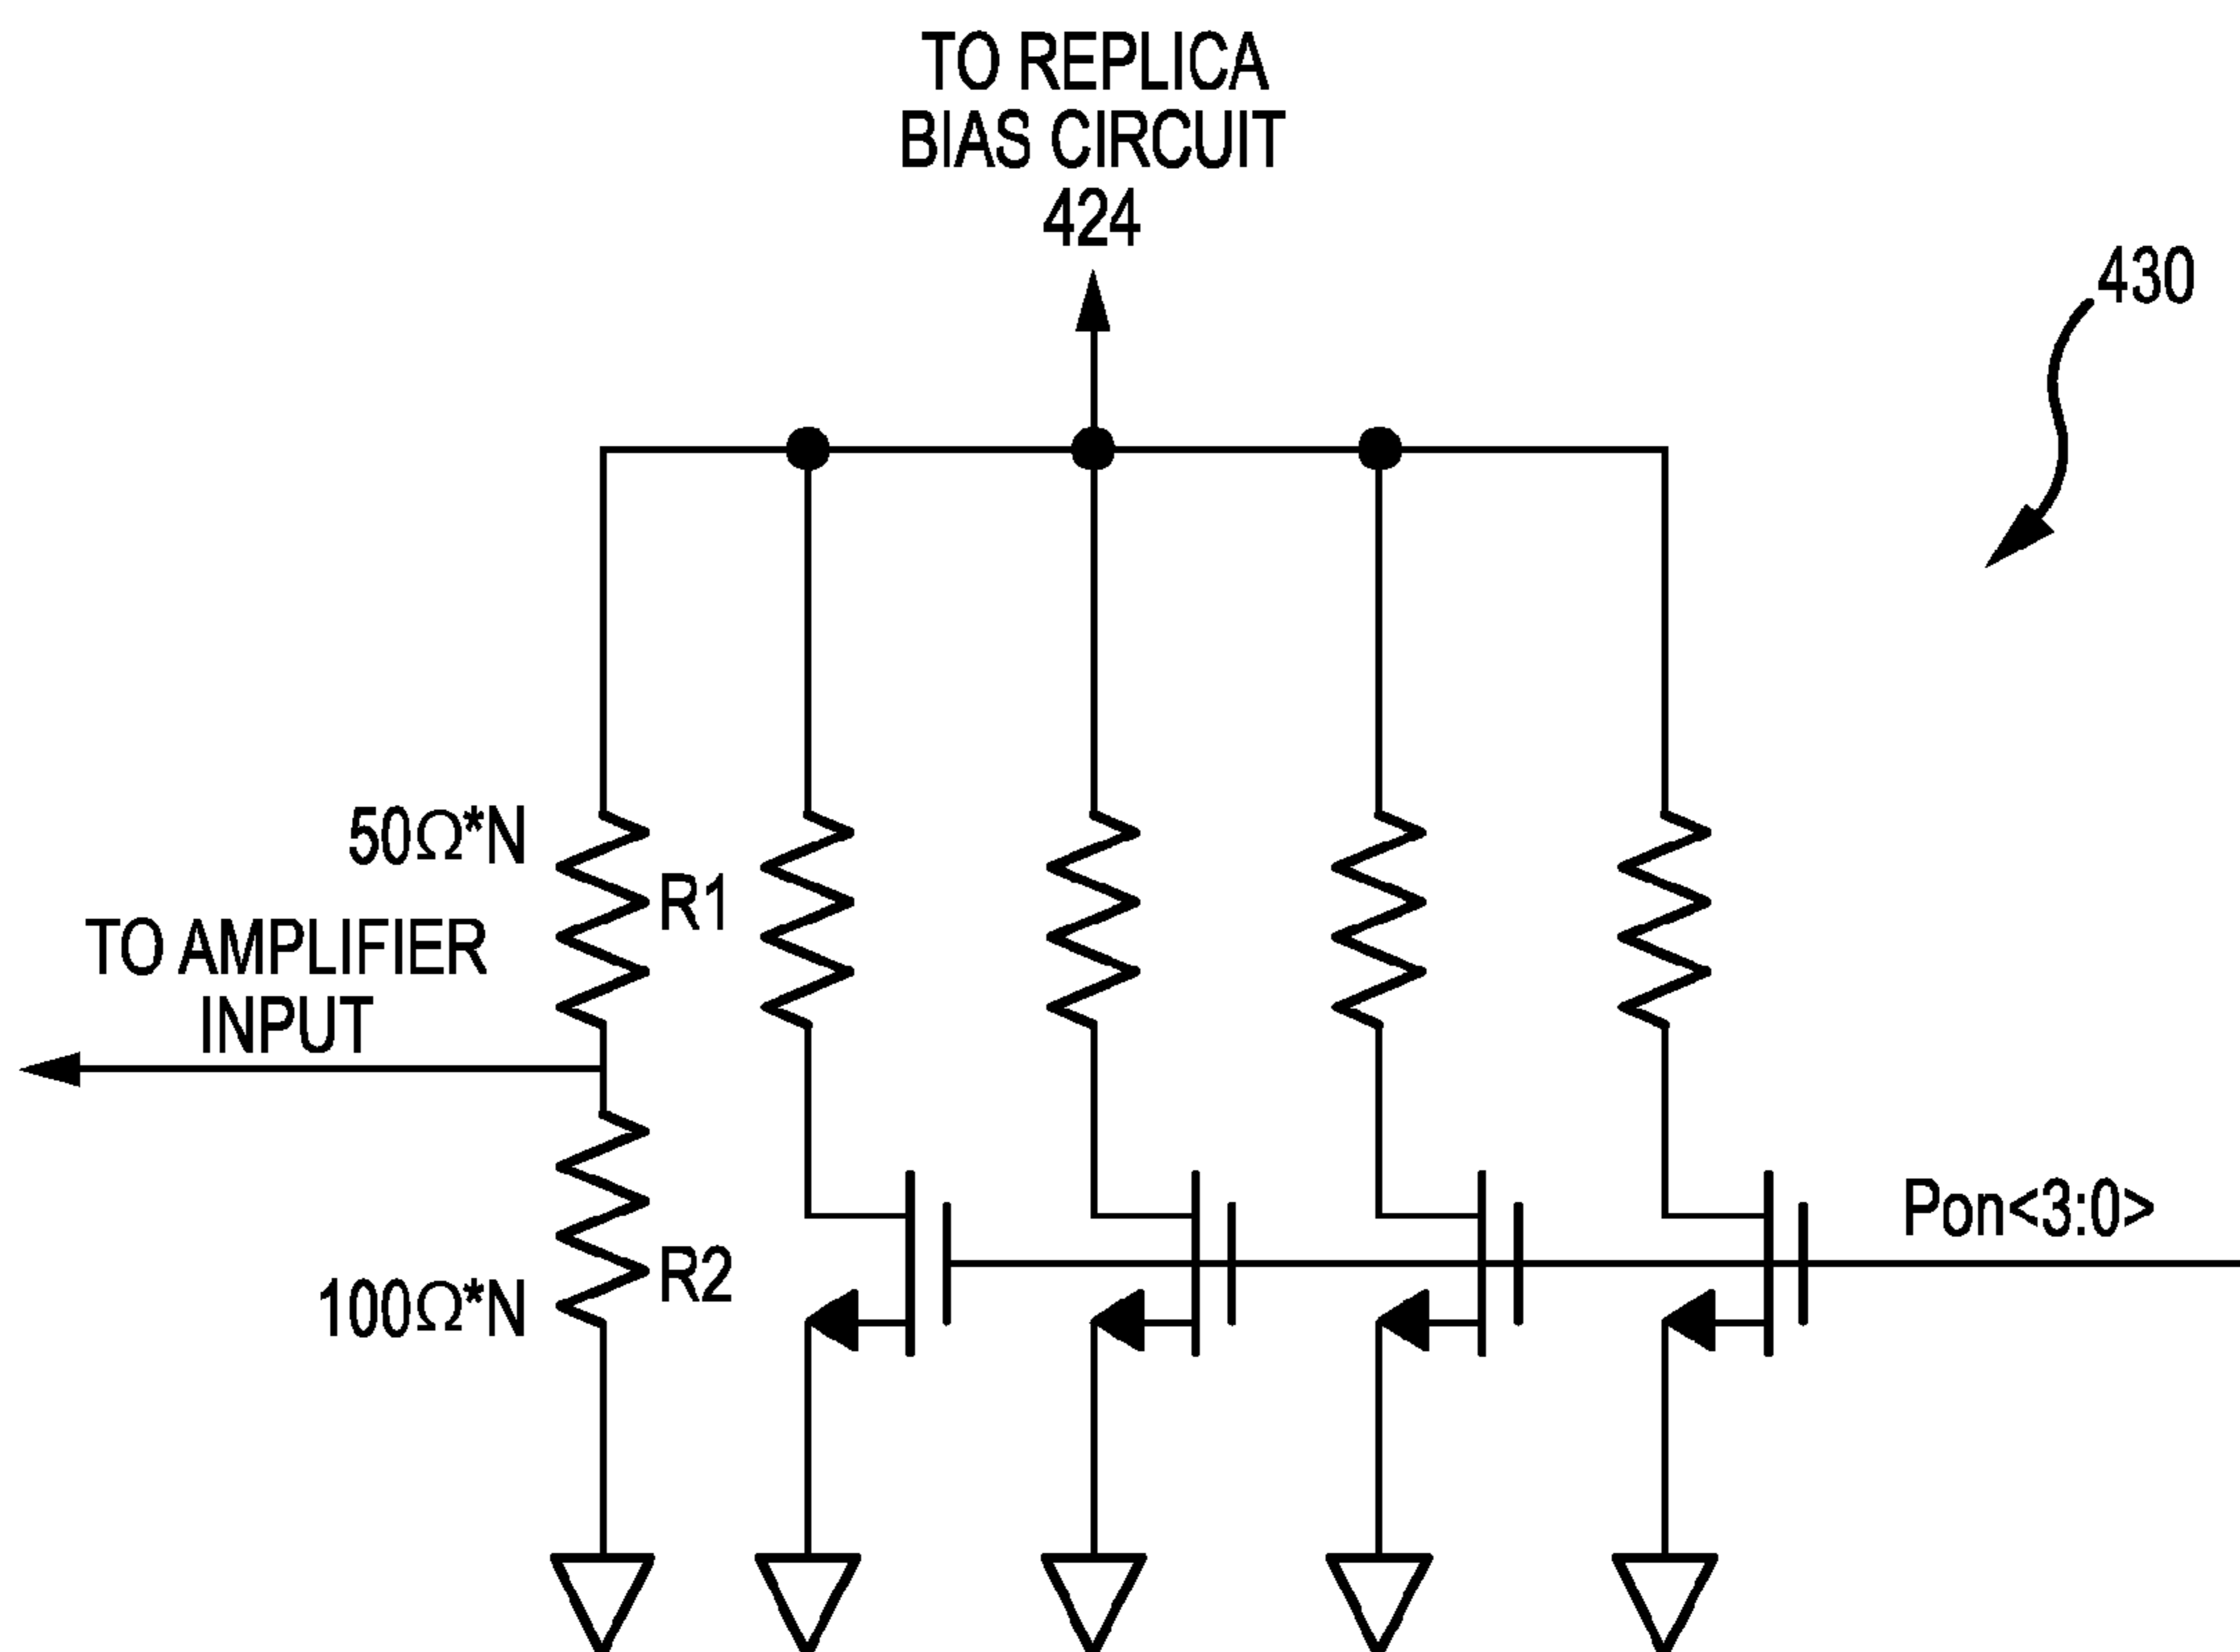 TO REPLICA
BIAS CIRCUIT
424
430
50Ω*N
R1
TO AMPLIFIER
INPUT
Pon<3:0>
R2
100Ω*N